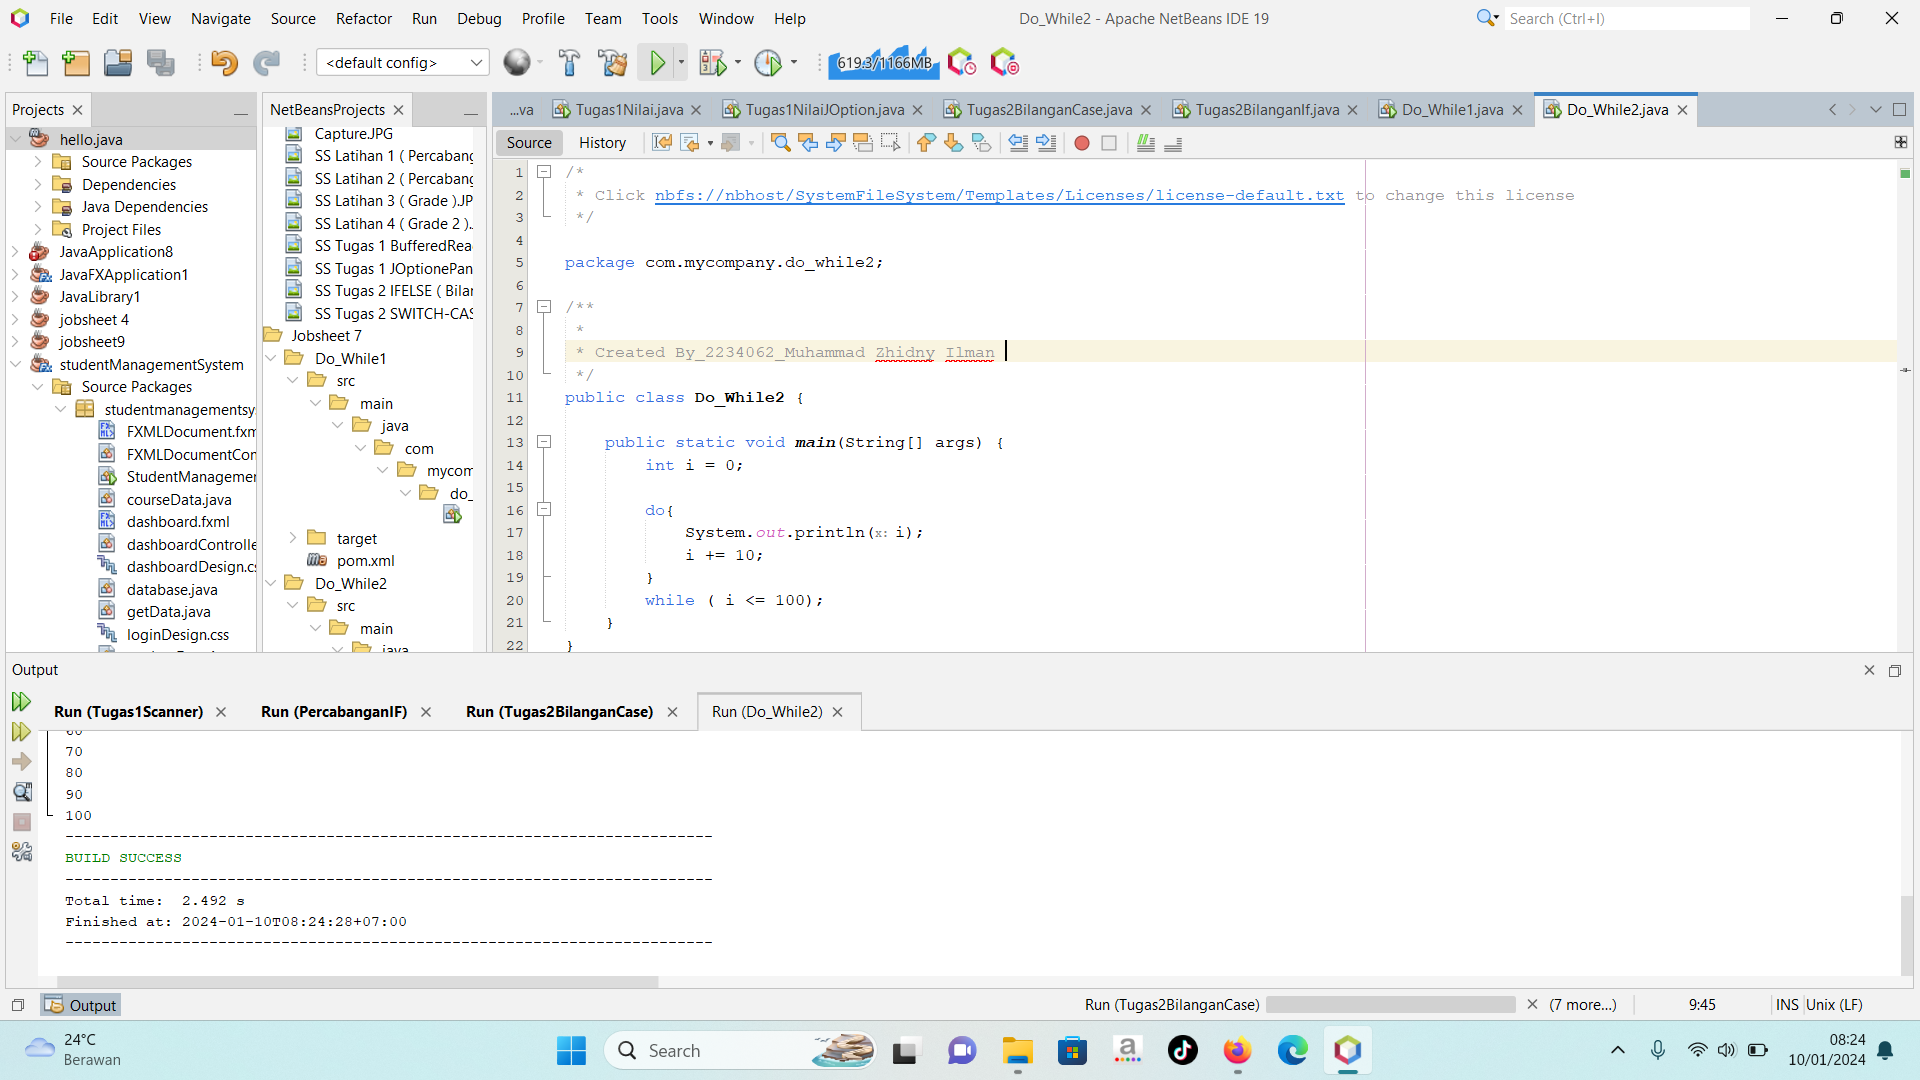 File Edit View Navigate Source Refactor Run Debug Profile Team Tools Window Help
Do_While2 - Apache NetBeans IDE 19
Search (Ctrl+I)
<default config>
619.3/1166MB
Projects
NetBeansProjects
...va
Tugas1Nilai.java
Tugas1NilaiJOption.java
Tugas2BilanganCase.java
Tugas2BilanganIf.java
Do_While1.java
Do_While2.java
Source
History
hello.java
Source Packages
Dependencies
Java Dependencies
Project Files
JavaApplication8
JavaFXApplication1
JavaLibrary1
jobsheet 4
jobsheet9
studentManagementSystem
Source Packages
studentmanagementsy
FXMLDocument.fxm
FXMLDocumentCon
StudentManagemen
courseData.java
dashboard.fxml
dashboardControlle
dashboardDesign.cs
database.java
getData.java
loginDesign.css
Capture.JPG
SS Latihan 1 ( Percabang
SS Latihan 2 ( Percabang
SS Latihan 3 ( Grade ).JP
SS Latihan 4 ( Grade 2 ).
SS Tugas 1 BufferedRea
SS Tugas 1 JOptionePan
SS Tugas 2 IFELSE ( Bilan
SS Tugas 2 SWITCH-CAS
Jobsheet 7
Do_While1
src
main
java
com
mycom
do_
target
pom.xml
Do_While2
src
main
java
1 /*
2 * Click nbfs://nbhost/SystemFileSystem/Templates/Licenses/license-default.txt to change this license
3 */
4
5 package com.mycompany.do_while2;
6
7 /**
8 *
9 * Created By_2234062_Muhammad Zhidny Ilman
10 */
11 public class Do_While2 {
12
13 public static void main(String[] args) {
14 int i = 0;
15
16 do{
17 System.out.println(x: i);
18 i += 10;
19 }
20 while ( i <= 100);
21 }
22 }
Output
Run (Tugas1Scanner)
Run (PercabanganIF)
Run (Tugas2BilanganCase)
Run (Do_While2)
60
70
80
90
100
------------------------------------------------------------------------
BUILD SUCCESS
------------------------------------------------------------------------
Total time:  2.492 s
Finished at: 2024-01-10T08:24:28+07:00
------------------------------------------------------------------------
Output
Run (Tugas2BilanganCase)
(7 more...)
9:45
INS
Unix (LF)
24°C
Berawan
Search
08:24
10/01/2024